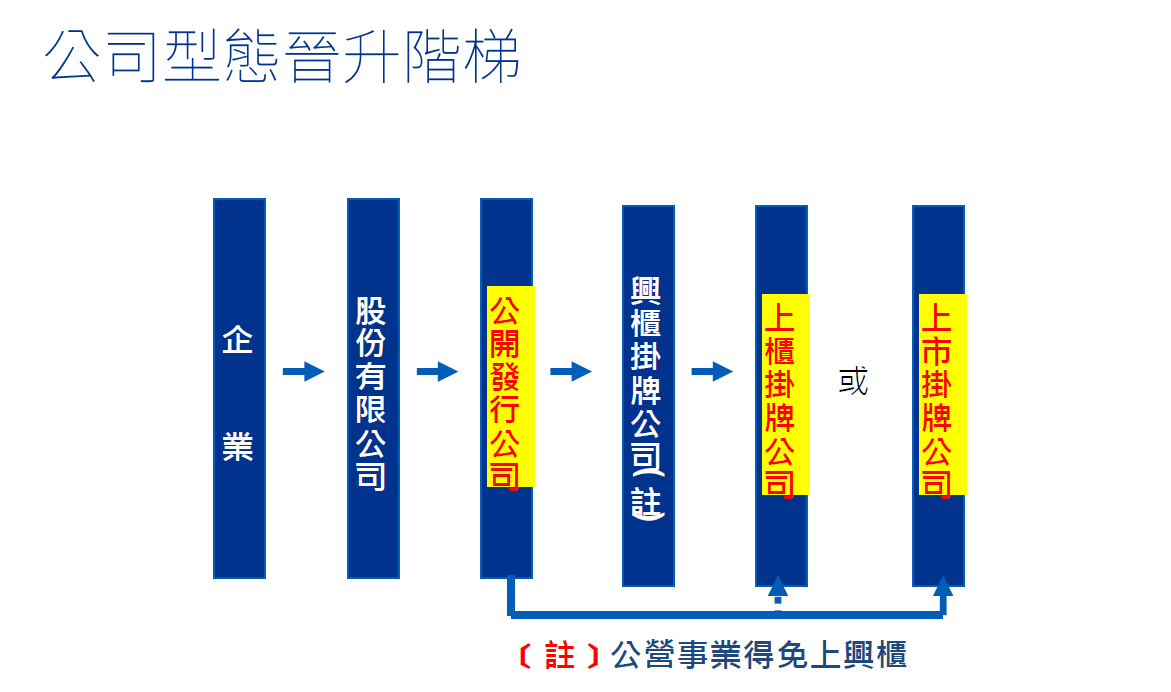 公司型態晉升階梯
企業
股份有限公司
公開發行公司
興櫃掛牌公司(註)
上櫃掛牌公司
或
上市掛牌公司
﹝註﹞公營事業得免上興櫃